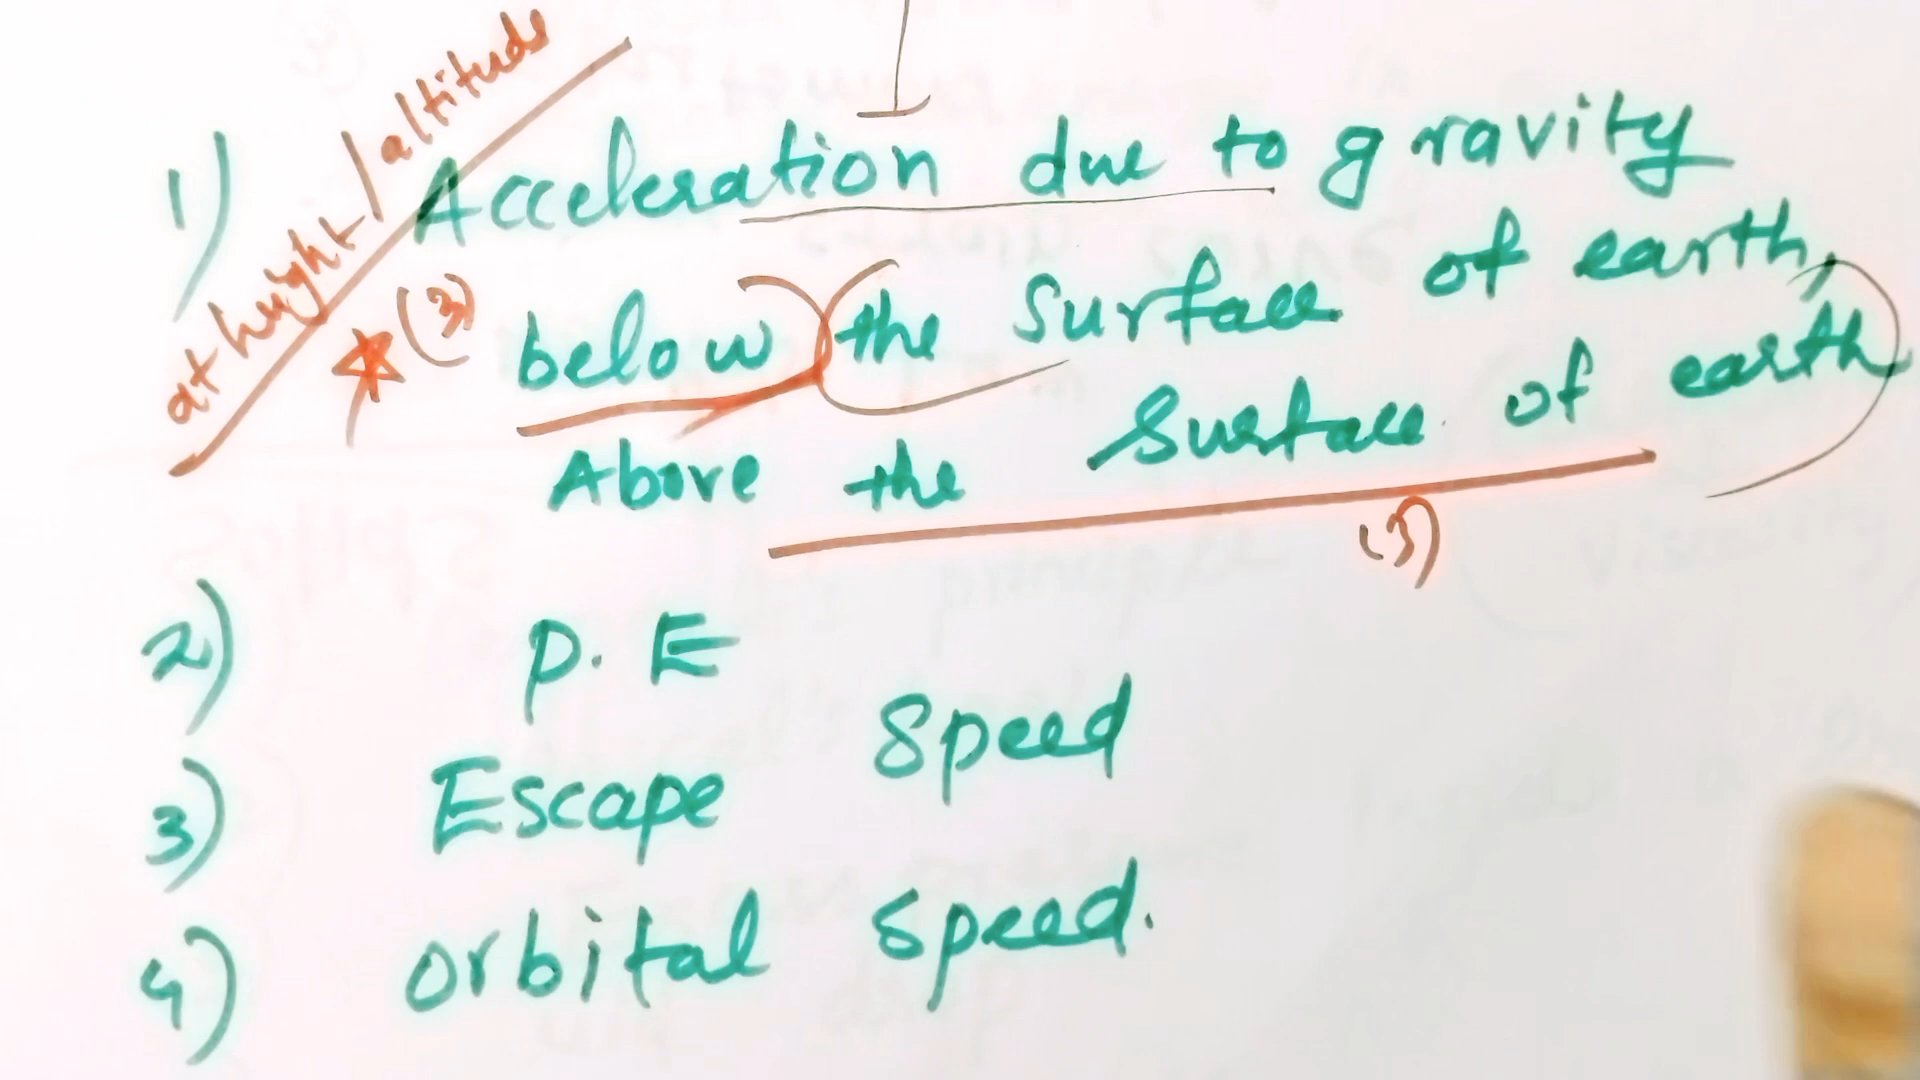 at height / altitude
1) Acceleration due to gravity
(3) below the surface of earth,
Above the surface of earth
(3)
2) P.E
3) Escape speed
4) orbital speed.